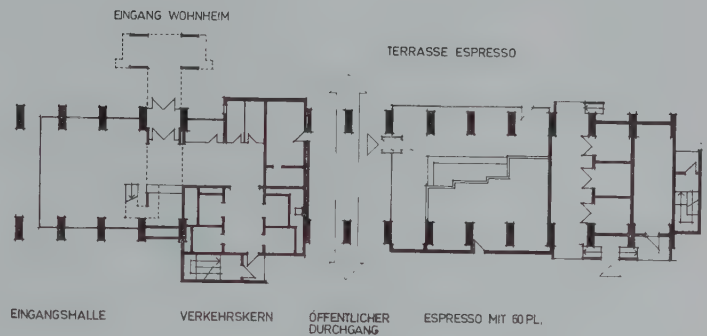 EINGANG WOHNHEIM
TERRASSE ESPRESSO
EINGANGSHALLE
VERKEHRSKERN
ÖFFENTLICHER
DURCHGANG
ESPRESSO MIT 60 PL.